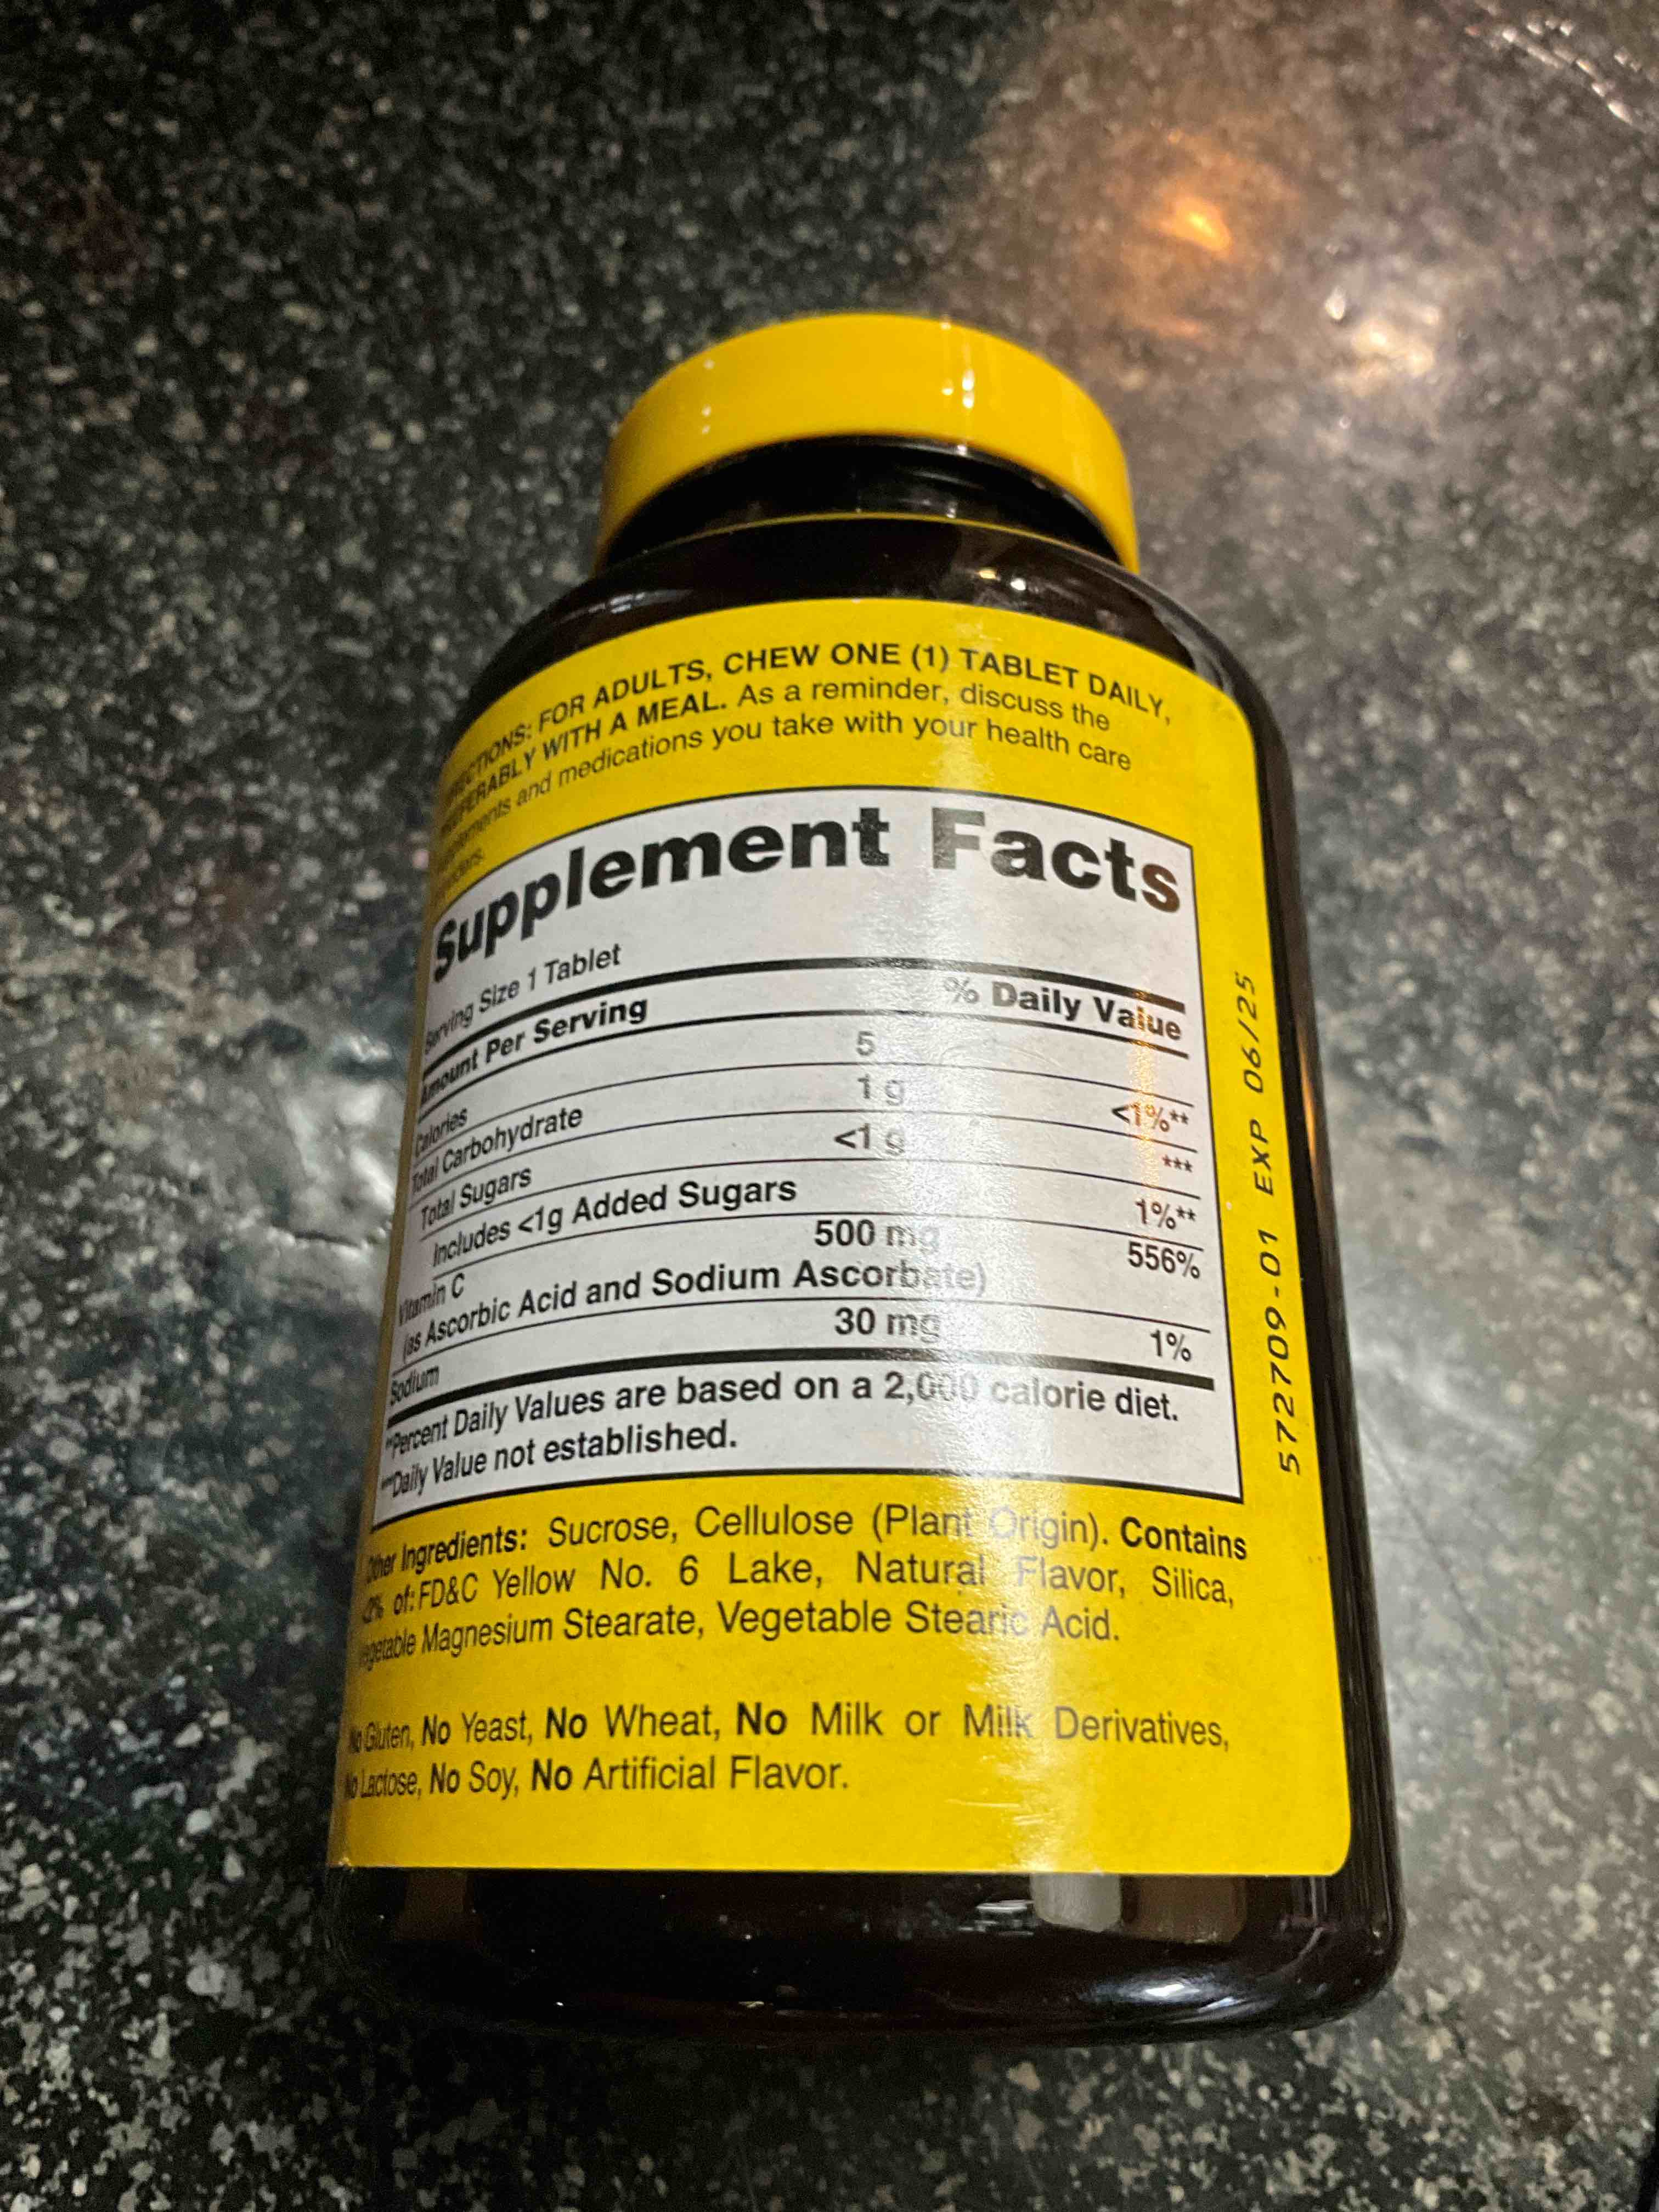 DIRECTIONS: FOR ADULTS, CHEW ONE (1) TABLET DAILY,
PREFERABLY WITH A MEAL. As a reminder, discuss the
supplements and medications you take with your health care
Supplement Facts
Serving Size 1 Tablet
Amount Per Serving % Daily Value
Calories 5
Total Carbohydrate 1 g <1%**
Total Sugars <1 g ***
Includes <1g Added Sugars 1%**
Vitamin C 500 mg 556%
(as Ascorbic Acid and Sodium Ascorbate)
Sodium 30 mg 1%
**Percent Daily Values are based on a 2,000 calorie diet.
***Daily Value not established.
Other Ingredients: Sucrose, Cellulose (Plant Origin). Contains
<2% of: FD&C Yellow No. 6 Lake, Natural Flavor, Silica,
Vegetable Magnesium Stearate, Vegetable Stearic Acid.
No Gluten, No Yeast, No Wheat, No Milk or Milk Derivatives,
No Lactose, No Soy, No Artificial Flavor.
572709-01 EXP 06/25